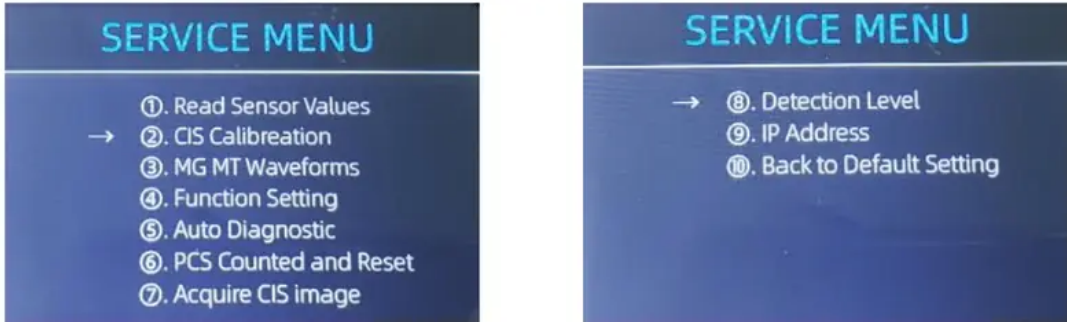 SERVICE MENU
①. Read Sensor Values
→ ②. CIS Calibreation
③. MG MT Waveforms
④. Function Setting
⑤. Auto Diagnostic
⑥. PCS Counted and Reset
⑦. Acquire CIS image
SERVICE MENU
→ ⑧. Detection Level
⑨. IP Address
⑩. Back to Default Setting